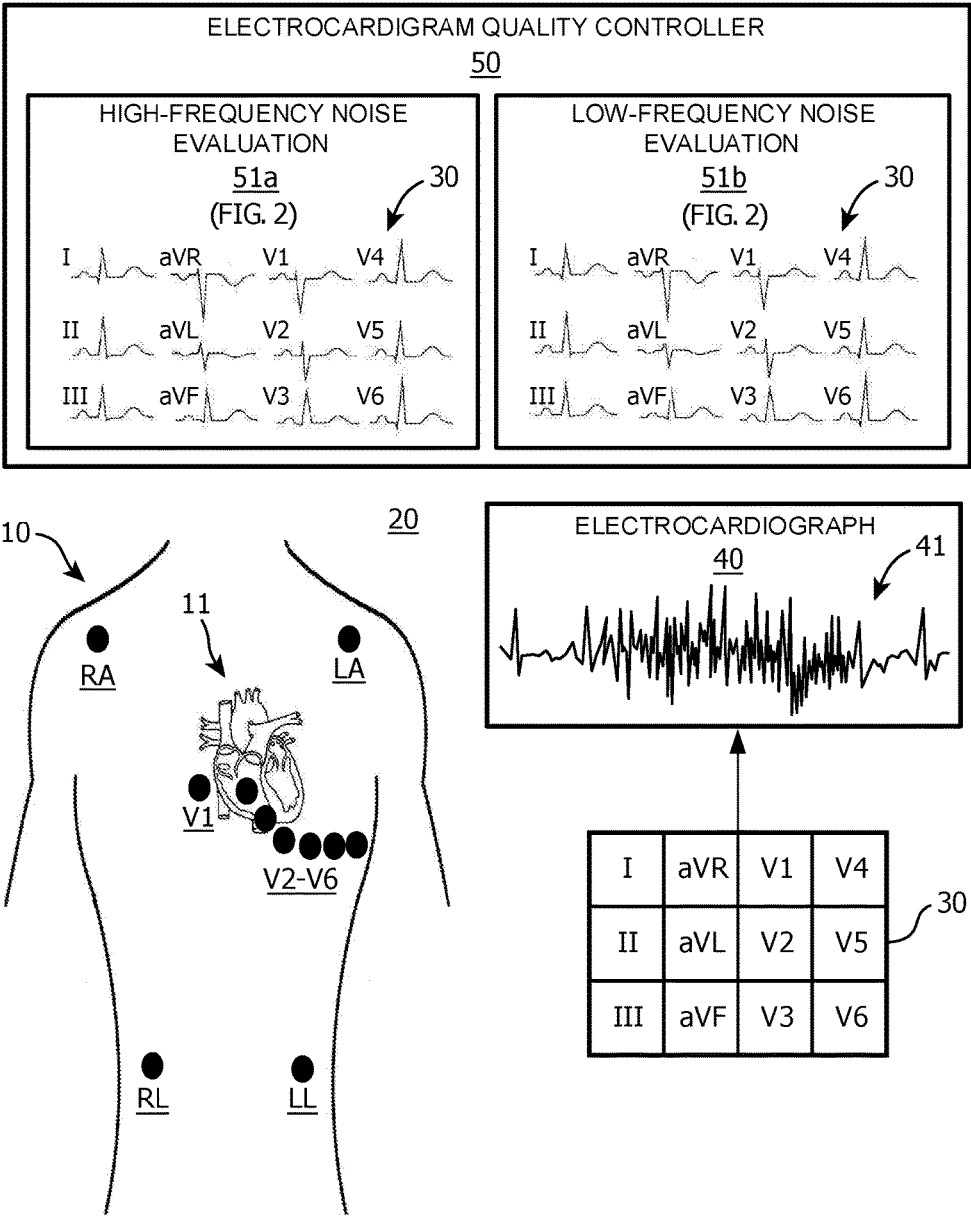 ELECTROCARDIGRAM QUALITY CONTROLLER
50
HIGH-FREQUENCY NOISE
EVALUATION
51a
(FIG. 2)
30
I aVR V1 V4
II aVL V2 V5
III aVF V3 V6
LOW-FREQUENCY NOISE
EVALUATION
51b
(FIG. 2)
30
I aVR V1 V4
II aVL V2 V5
III aVF V3 V6
20
10
11
RA
LA
V1
V2-V6
RL
LL
ELECTROCARDIOGRAPH
40
41
I aVR V1 V4
II aVL V2 V5
III aVF V3 V6
30